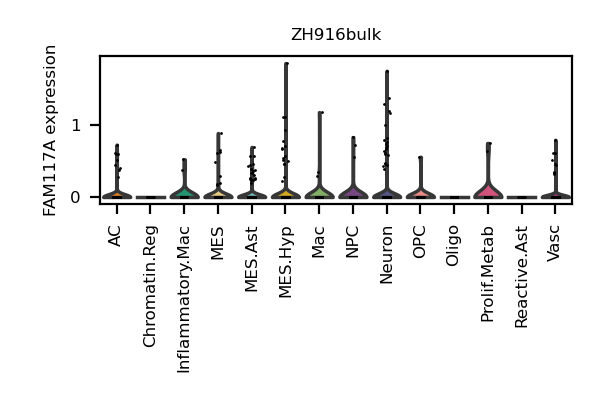 ZH916bulk
FAM117A expression
1
0
AC
Chromatin.Reg
Inflammatory.Mac
MES
MES.Ast
MES.Hyp
Mac
NPC
Neuron
OPC
Oligo
Prolif.Metab
Reactive.Ast
Vasc